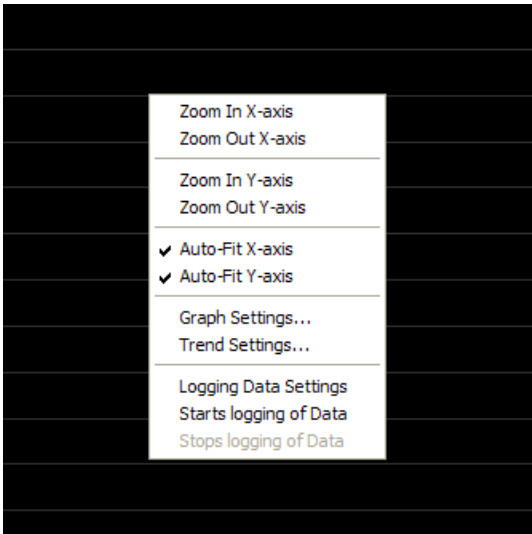 Zoom In X-axis
Zoom Out X-axis
Zoom In Y-axis
Zoom Out Y-axis
Auto-Fit X-axis
Auto-Fit Y-axis
Graph Settings...
Trend Settings...
Logging Data Settings
Starts logging of Data
Stops logging of Data